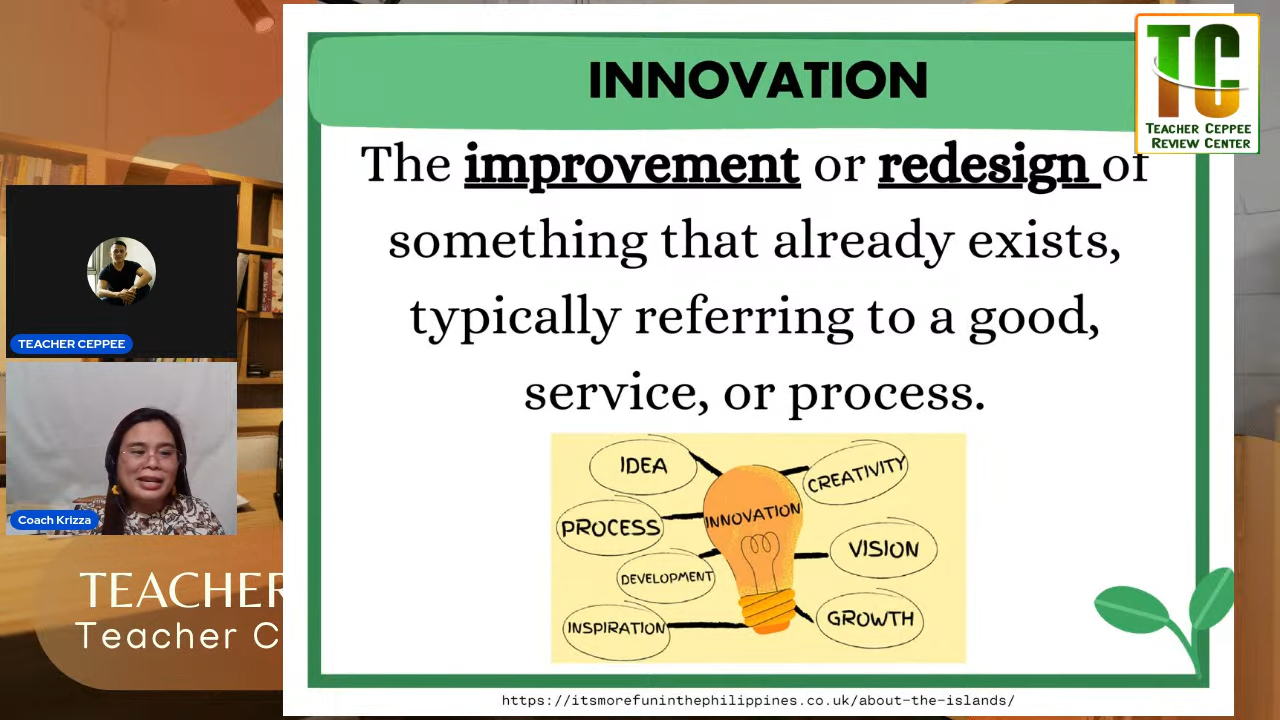 INNOVATION
TC
TEACHER CEPPEE
REVIEW CENTER
The improvement or redesign of
something that already exists,
typically referring to a good,
service, or process.
IDEA
CREATIVITY
INNOVATION
PROCESS
VISION
DEVELOPMENT
GROWTH
INSPIRATION
https://itsmorefuninthephilippines.co.uk/about-the-islands/
TEACHER CEPPEE
Coach Krizza
TEACHER
Teacher C